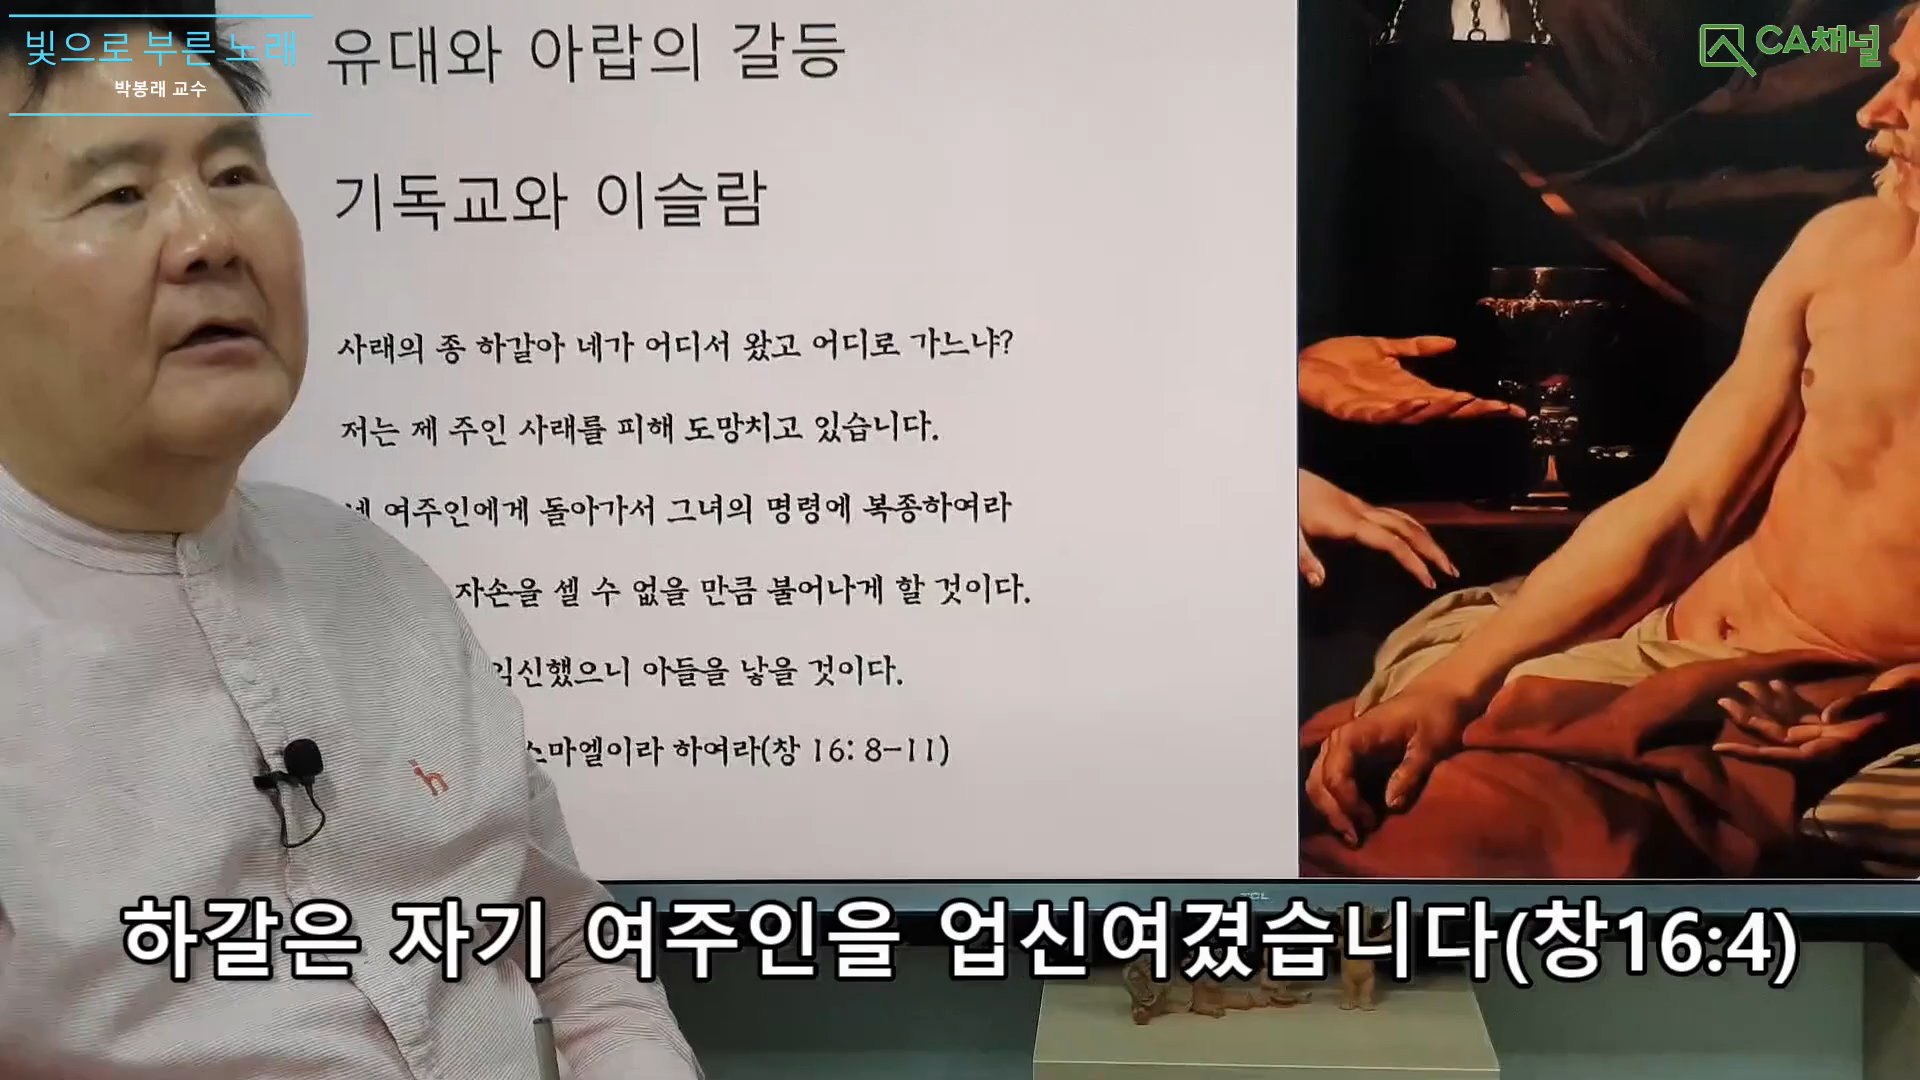 빛으로 부른 노래
박봉래 교수
CA채널
유대와 아랍의 갈등
기독교와 이슬람
사래의 종 하갈아 네가 어디서 왔고 어디로 가느냐?
저는 제 주인 사래를 피해 도망치고 있습니다.
여주인에게 돌아가서 그녀의 명령에 복종하여라
자손을 셀 수 없을 만큼 불어나게 할 것이다.
임신했으니 아들을 낳을 것이다.
스마엘이라 하여라(창 16: 8-11)
TCL
하갈은 자기 여주인을 업신여겼습니다(창16:4)